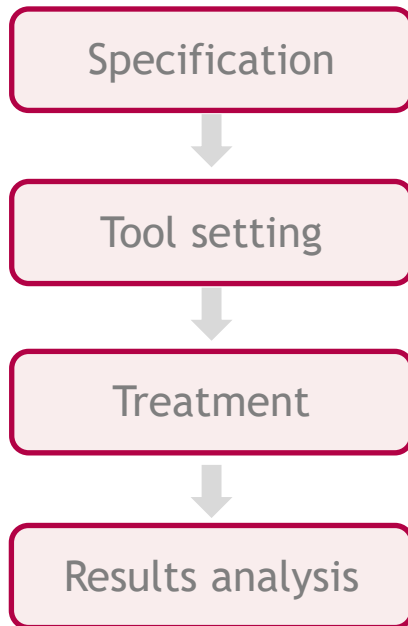 Specification
Tool setting
Treatment
Results analysis